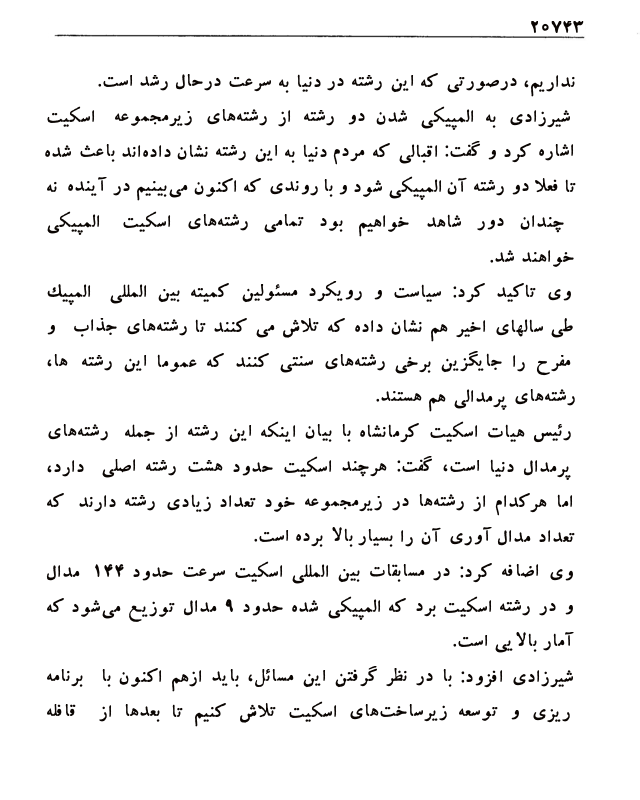 ۲۰۷۴۳
نداریم، درصورتی که این رشته در دنیا به سرعت درحال رشد است.
شیرزادی به المپیکی شدن دو رشته از رشته‌های زیرمجموعه اسکیت
اشاره کرد و گفت: اقبالی که مردم دنیا به این رشته نشان داده‌اند باعث شده
تا فعلا دو رشته آن المپیکی شود و با روندی که اکنون می‌بینیم در آینده نه
چندان دور شاهد خواهیم بود تمامی رشته‌های اسکیت المپیکی
خواهند شد.
وی تاکید کرد: سیاست و رویکرد مسئولین کمیته بین المللی المپیك
طی سالهای اخیر هم نشان داده که تلاش می کنند تا رشته‌های جذاب و
مفرح را جایگزین برخی رشته‌های سنتی کنند که عموما این رشته ها،
رشته‌های پرمدالی هم هستند.
رئیس هیات اسکیت کرمانشاه با بیان اینکه این رشته از جمله رشته‌های
پرمدال دنیا است، گفت: هرچند اسکیت حدود هشت رشته اصلی دارد،
اما هرکدام از رشته‌ها در زیرمجموعه خود تعداد زیادی رشته دارند که
تعداد مدال آوری آن را بسیار بالا برده است.
وی اضافه کرد: در مسابقات بین المللی اسکیت سرعت حدود ۱۴۴ مدال
و در رشته اسکیت برد که المپیکی شده حدود ۹ مدال توزیع می‌شود که
آمار بالایی است.
شیرزادی افزود: با در نظر گرفتن این مسائل، باید ازهم اکنون با برنامه
ریزی و توسعه زیرساخت‌های اسکیت تلاش کنیم تا بعدها از قافله